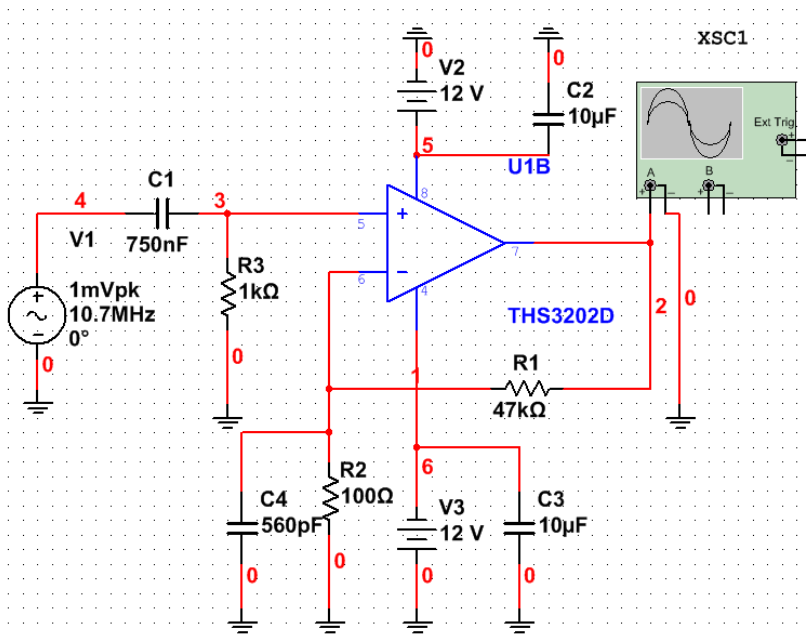 XSC1
0
V2
12 V
0
C2
10µF
Ext Trig
+
−
A
B
+
−
+
−
5
U1B
8
C1
4
3
V1
750nF
5
+
R3
1kΩ
6
−
7
4
1mVpk
10.7MHz
0°
+
−
THS3202D
2
0
0
0
R1
1
47kΩ
R2
100Ω
6
C4
560pF
V3
12 V
C3
10µF
0
0
0
0